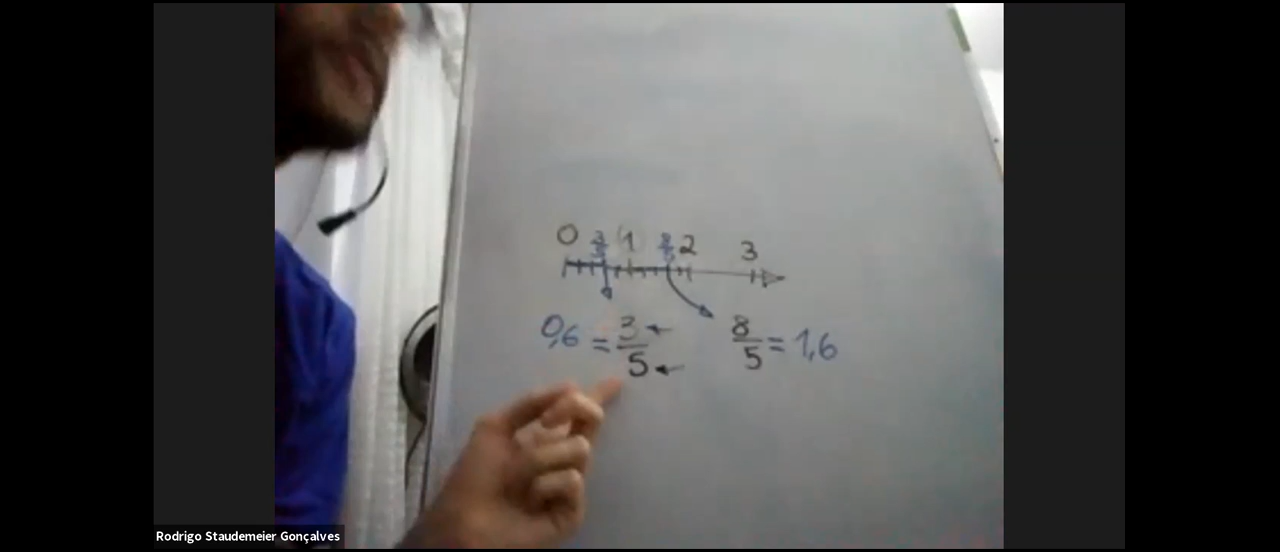 0 3/5 1 8/5 2 3
0,6 = 3/5 8/5 = 1,6
Rodrigo Staudemeier Gonçalves